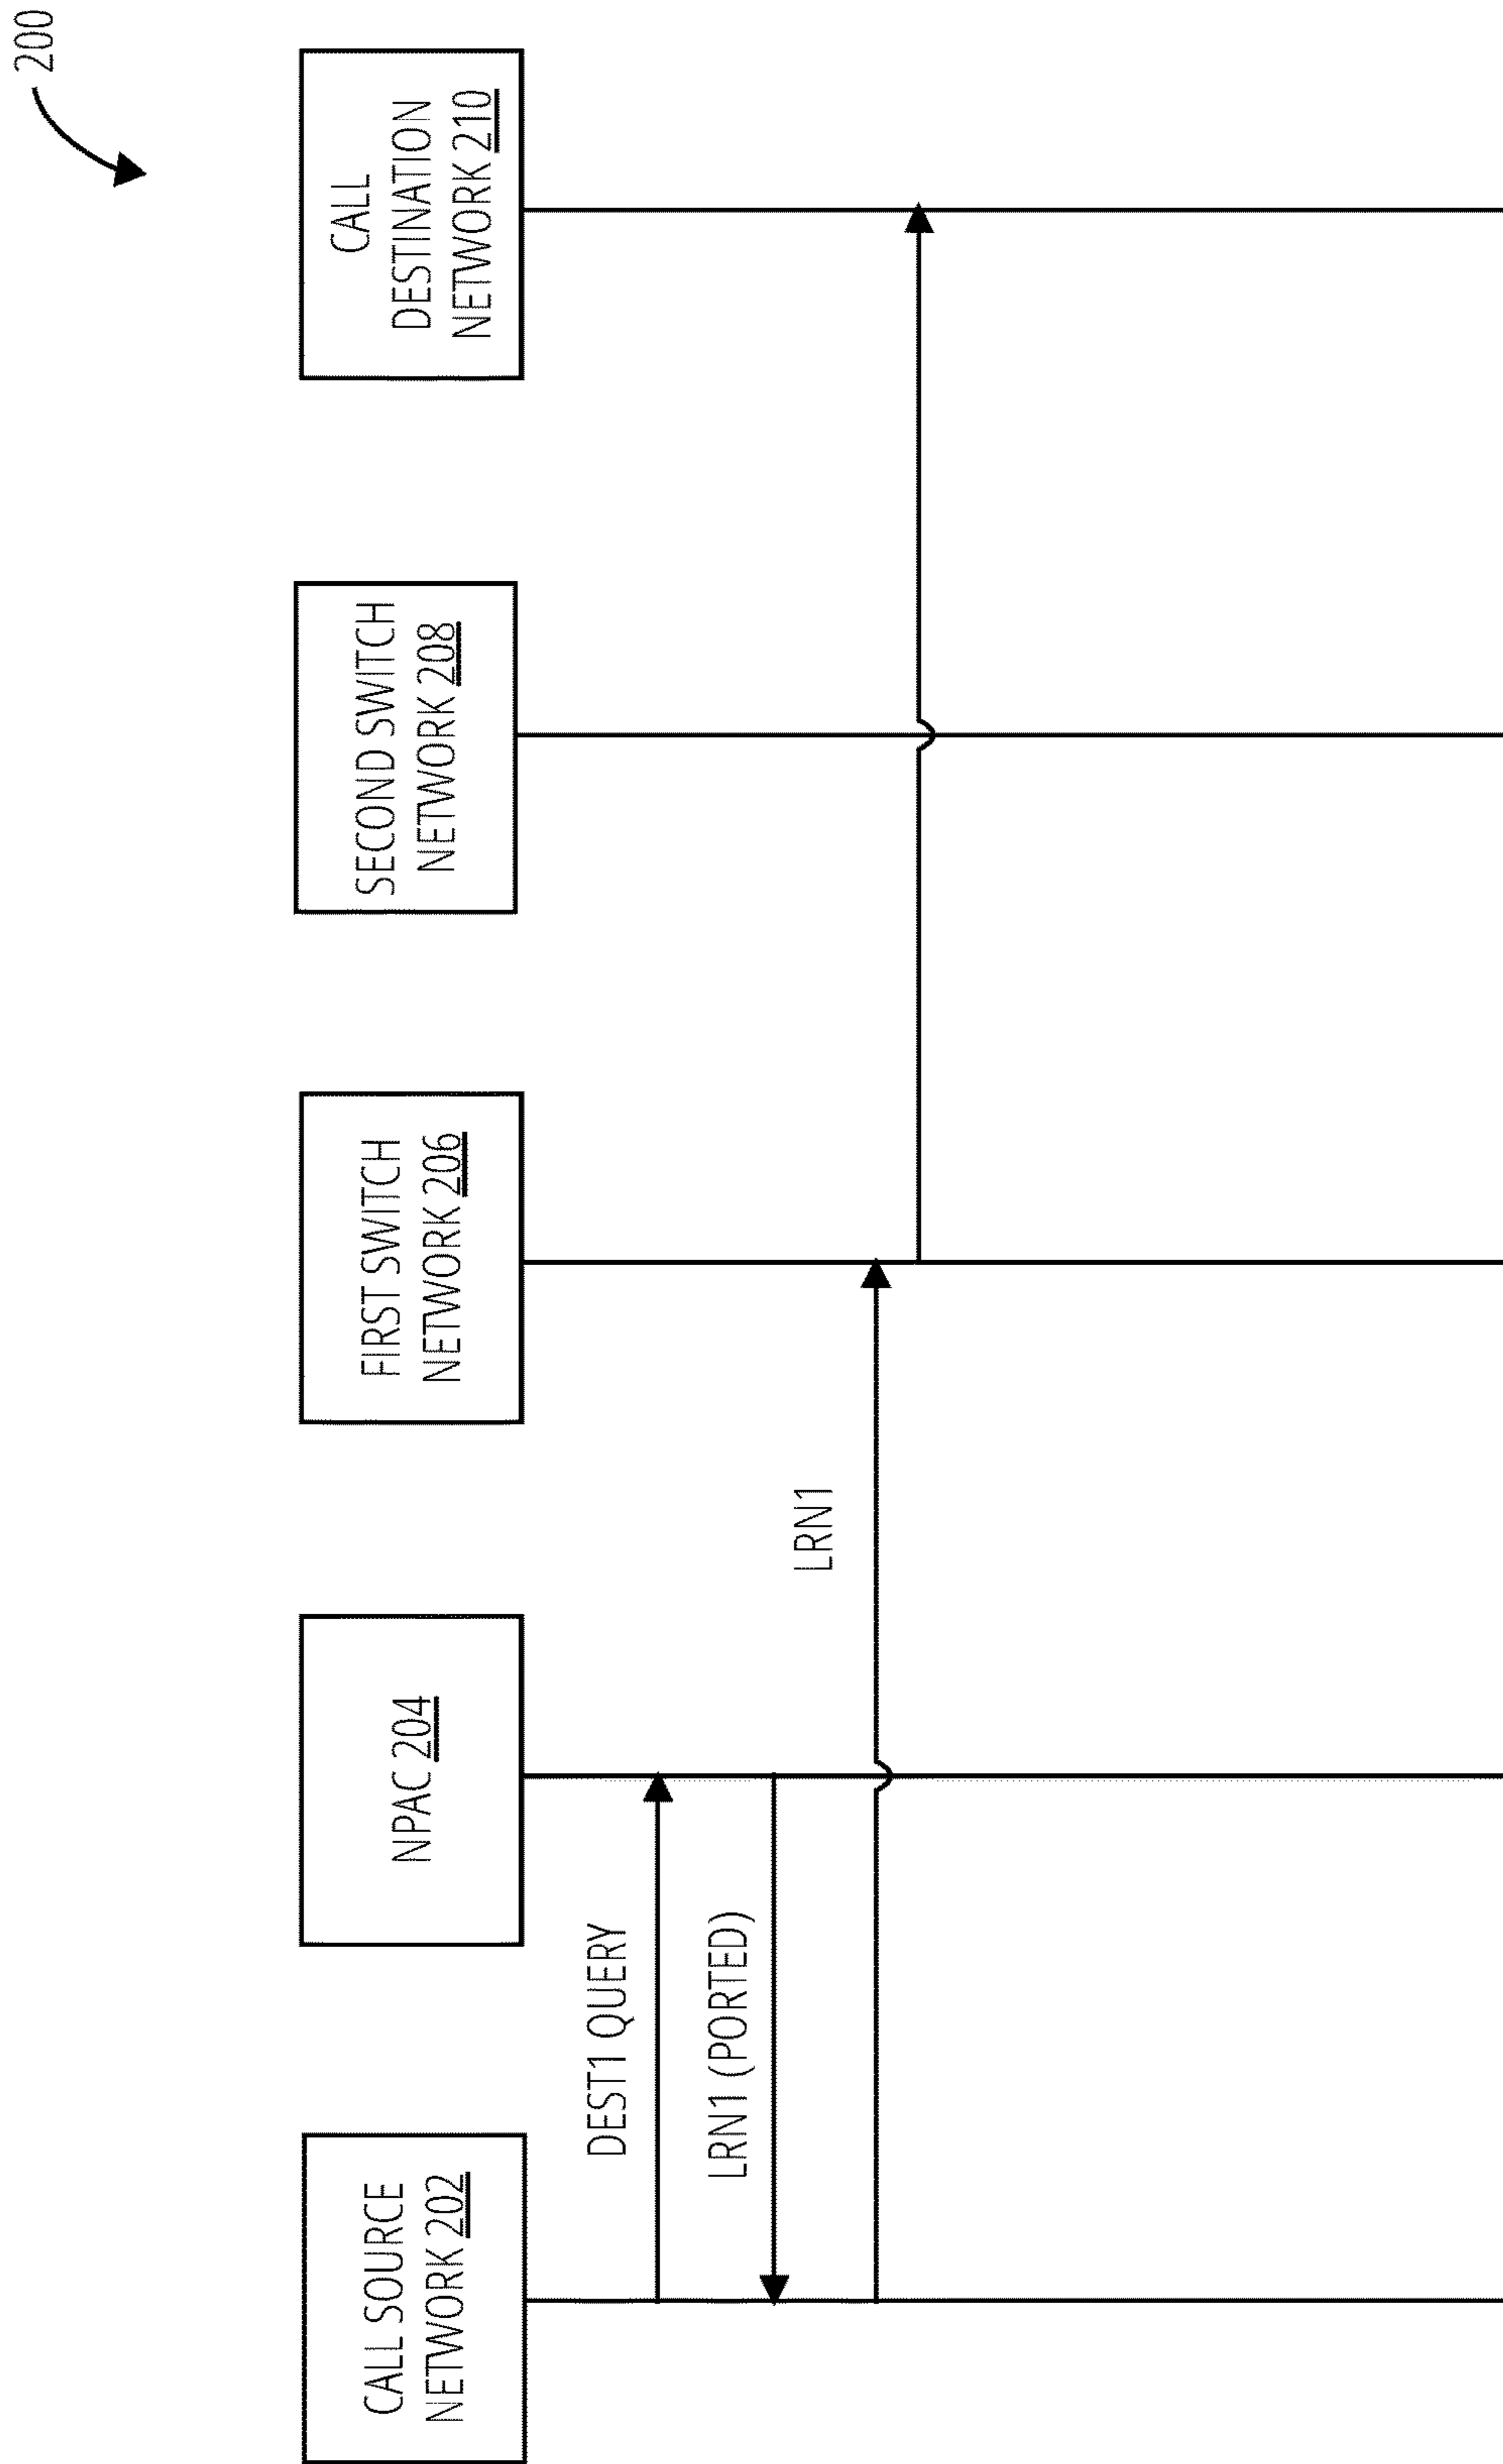 200
CALL SOURCE
NETWORK 202
NPAC 204
FIRST SWITCH
NETWORK 206
SECOND SWITCH
NETWORK 208
CALL
DESTINATION
NETWORK 210
DEST1 QUERY
LRN1 (PORTED)
LRN1